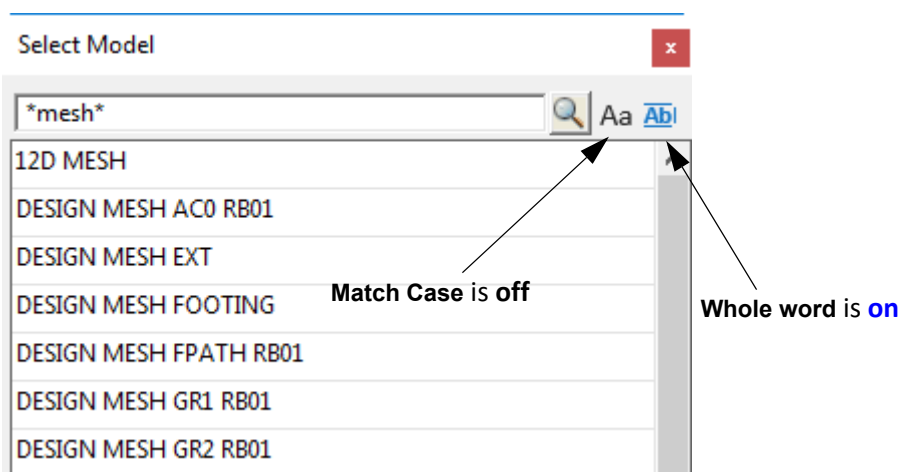 Select Model
x
*mesh*
Aa Abl
12D MESH
DESIGN MESH AC0 RB01
DESIGN MESH EXT
DESIGN MESH FOOTING
Match Case is off
Whole word is on
DESIGN MESH FPATH RB01
DESIGN MESH GR1 RB01
DESIGN MESH GR2 RB01